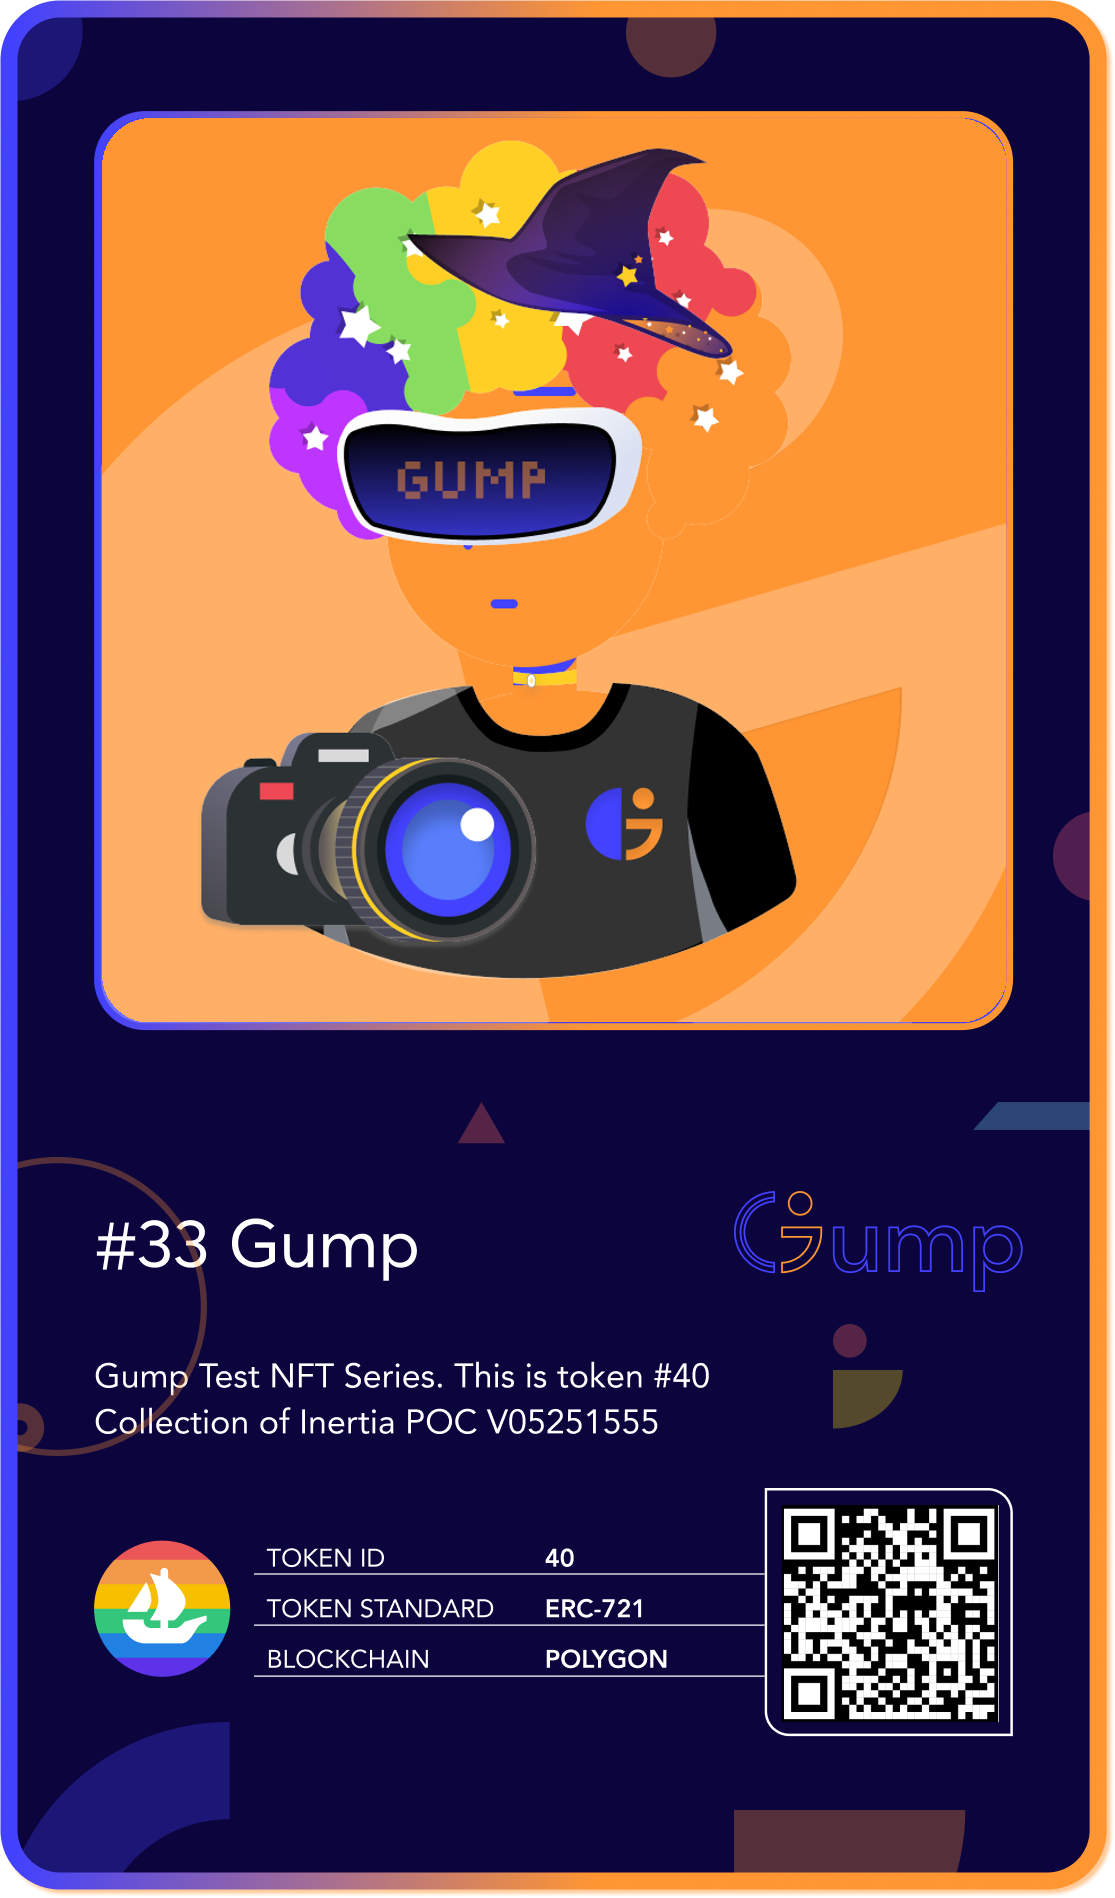 GUMP
#33 Gump
Gump
Gump Test NFT Series. This is token #40
Collection of Inertia POC V05251555
TOKEN ID 40
TOKEN STANDARD ERC-721
BLOCKCHAIN POLYGON